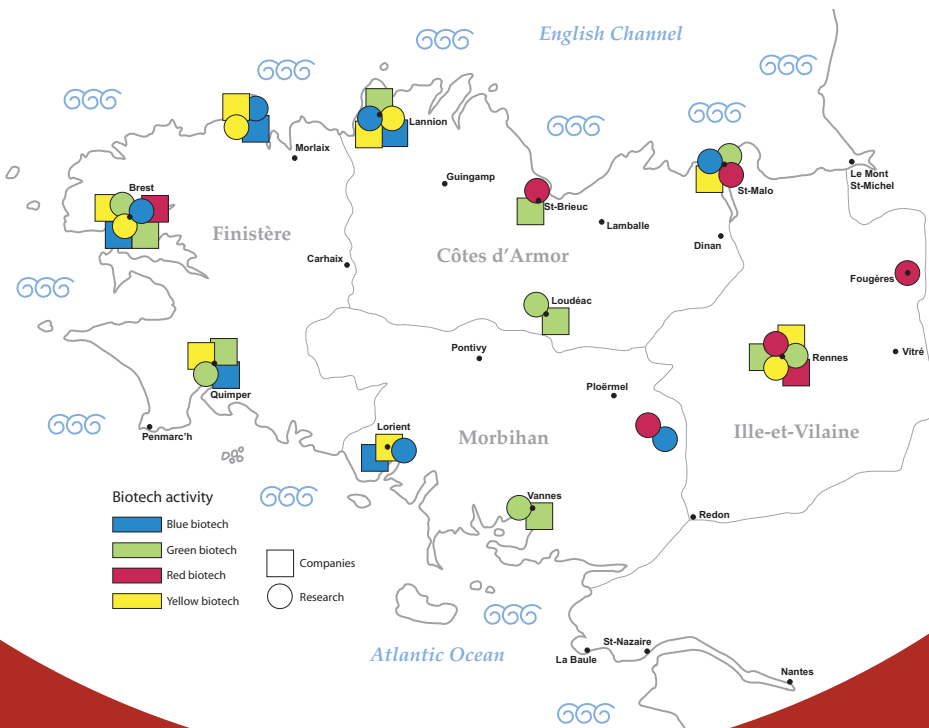 English Channel
Lannion
Morlaix
Guingamp
Le Mont
St-Michel
St-Malo
Brest
St-Brieuc
Lamballe
Finistère
Côtes d'Armor
Dinan
Carhaix
Fougères
Loudéac
Pontivy
Rennes
Vitré
Quimper
Ploërmel
Penmarc'h
Lorient
Morbihan
Ille-et-Vilaine
Vannes
Redon
Biotech activity
Blue biotech
Green biotech
Red biotech
Yellow biotech
Companies
Research
Atlantic Ocean
St-Nazaire
La Baule
Nantes